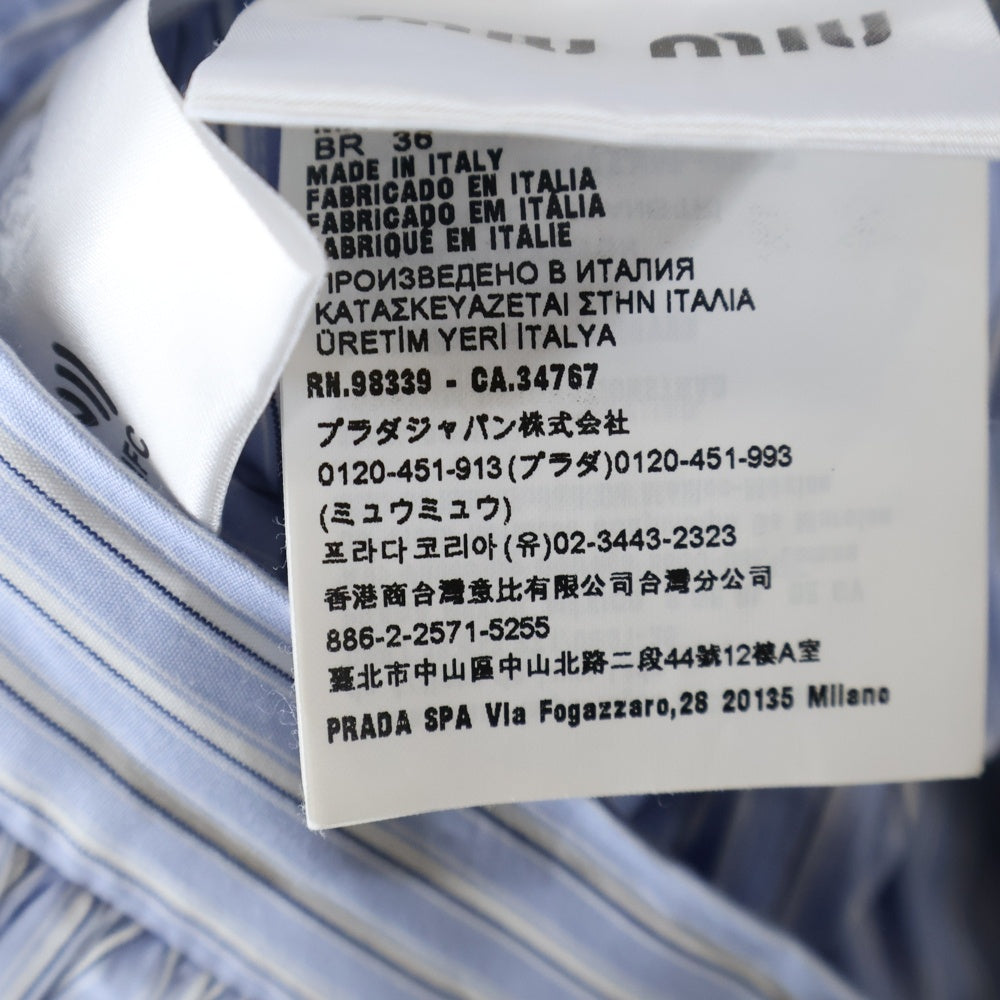 miu miu
BR 36
MADE IN ITALY
FABRICADO EN ITALIA
FABRICADO EM ITÁLIA
FABRIQUÉ EN ITALIE
ПРОИЗВЕДЕНО В ИТАЛИЯ
ΚΑΤΑΣΚΕΥΑΖΕΤΑΙ ΣΤΗΝ ΙΤΑΛΙΑ
ÜRETİM YERİ İTALYA
RN.98339 - CA.34767
プラダジャパン株式会社
0120-451-913(プラダ)0120-451-993
(ミュウミュウ)
프라다코리아(유)02-3443-2323
香港商台灣意比有限公司台灣分公司
886-2-2571-5255
臺北市中山區中山北路二段44號12樓A室
PRADA SPA Via Fogazzaro,28 20135 Milano